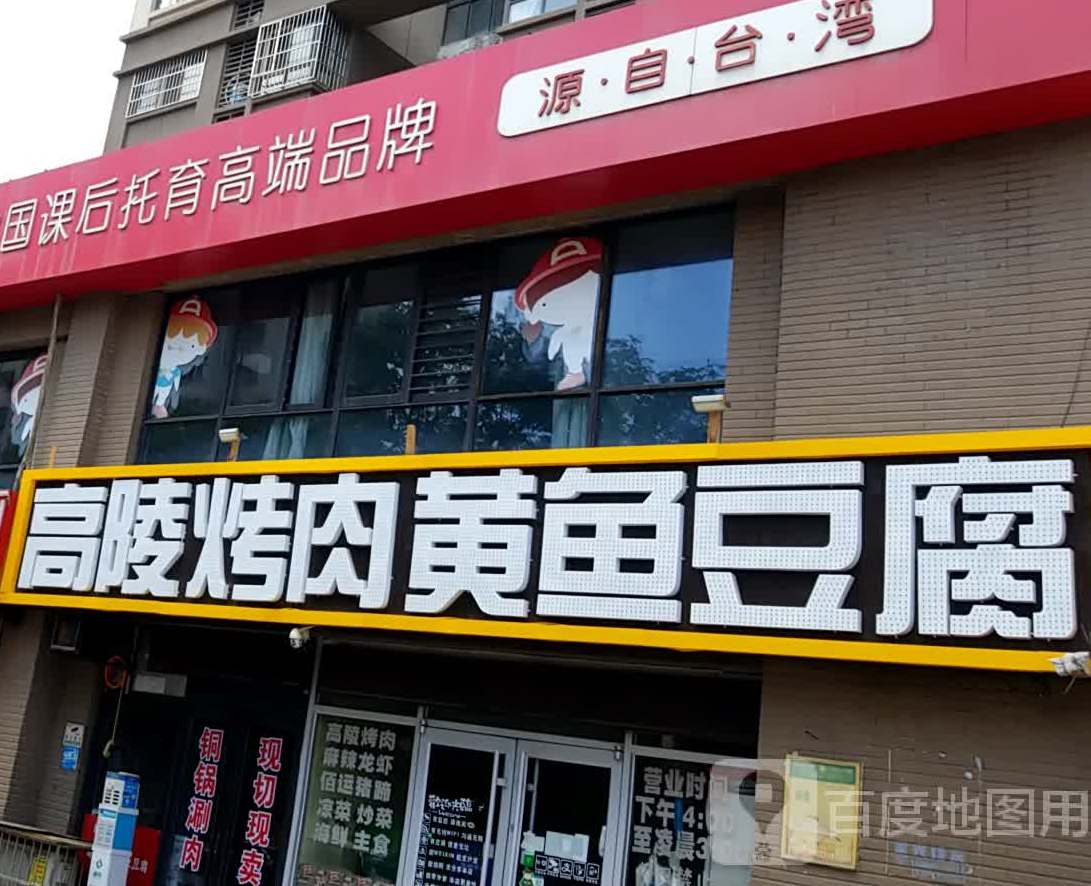 源·自·台·湾
国课后托育高端品牌
高陵烤肉黄鱼豆腐
铜锅涮肉
现切现卖
高陵烤肉
麻辣龙虾
佰运猪蹄
凉菜 炒菜
海鲜 主食
营业时
下午4:
至凌晨3
百度地图用